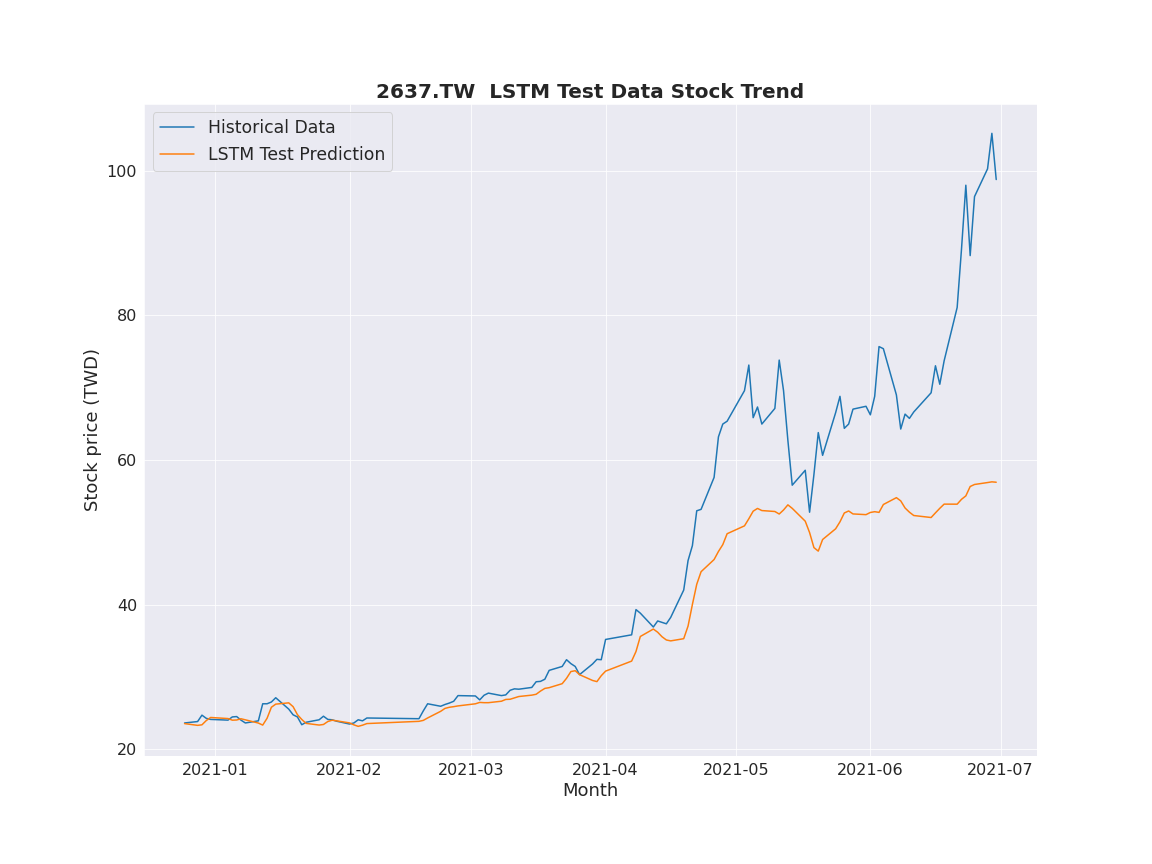 2637.TW  LSTM Test Data Stock Trend
Historical Data
LSTM Test Prediction
100
80
60
40
20
Stock price (TWD)
2021-01 2021-02 2021-03 2021-04 2021-05 2021-06 2021-07
Month